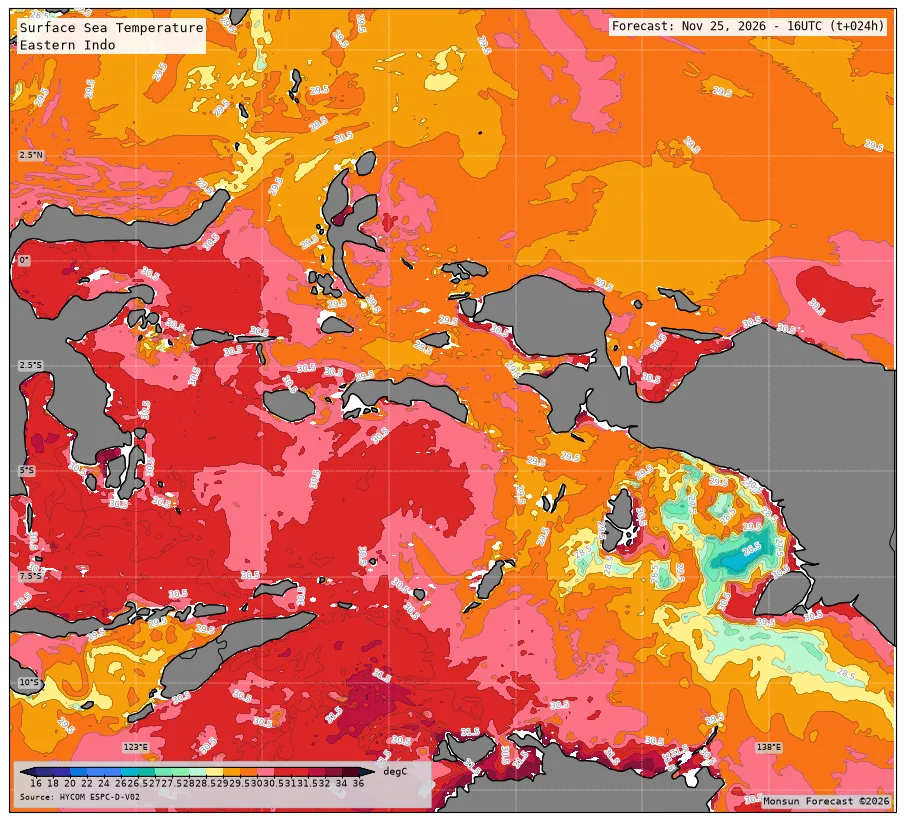 Surface Sea Temperature
Eastern Indo
Forecast: Nov 25, 2026 - 16UTC (t+024h)
2.5°N
0°
2.5°S
5°S
7.5°S
10°S
123°E
138°E
degC
16 18 20 22 24 26 26.5 27 27.5 28 28.5 29 29.5 30 30.5 31 31.5 32 34 36
Source: HYCOM ESPC-D-V02
Monsun Forecast ©2026